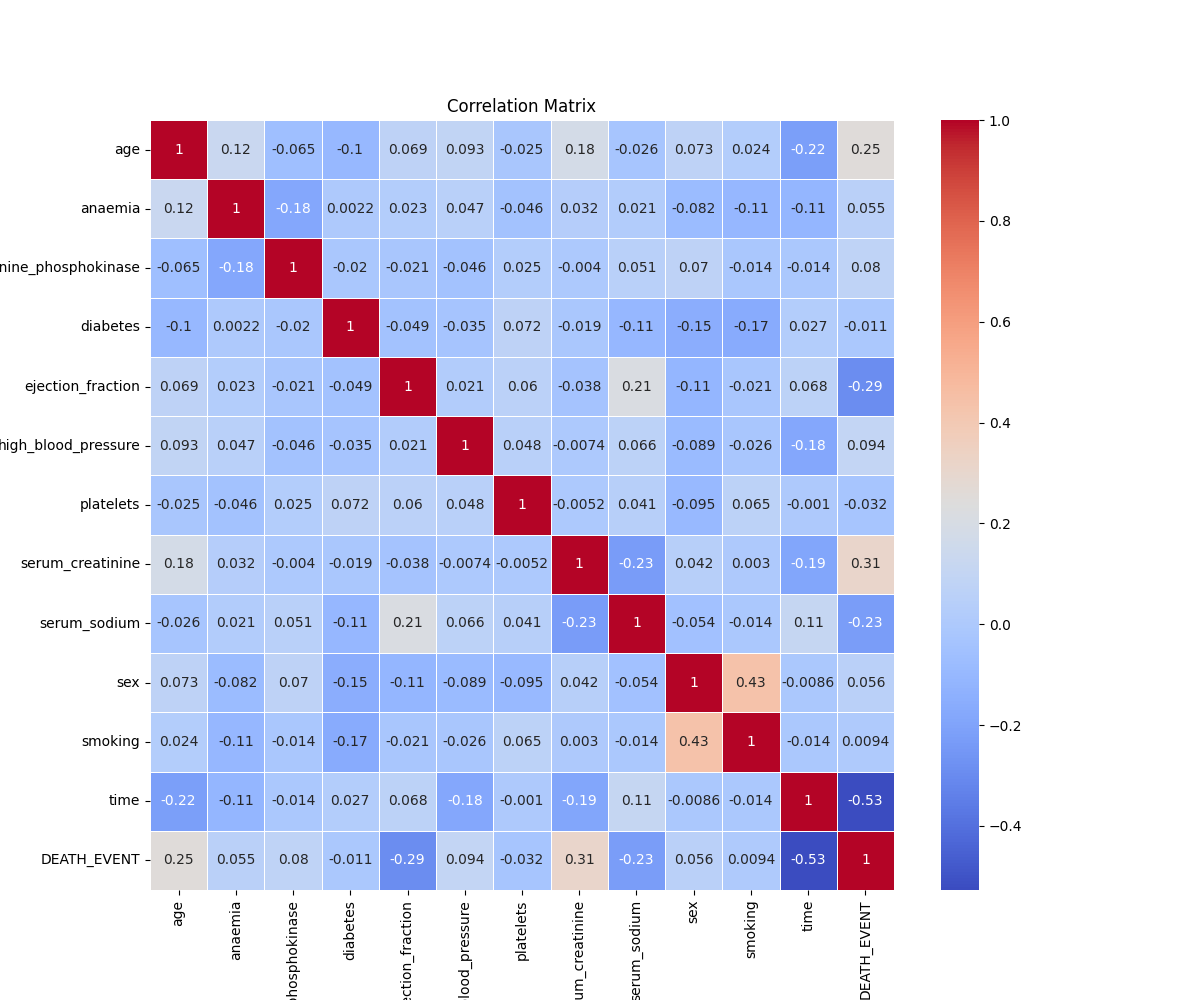 Correlation Matrix
age 1 0.12 -0.065 -0.1 0.069 0.093 -0.025 0.18 -0.026 0.073 0.024 -0.22 0.25
anaemia 0.12 1 -0.18 0.0022 0.023 0.047 -0.046 0.032 0.021 -0.082 -0.11 -0.11 0.055
nine_phosphokinase -0.065 -0.18 1 -0.02 -0.021 -0.046 0.025 -0.004 0.051 0.07 -0.014 -0.014 0.08
diabetes -0.1 0.0022 -0.02 1 -0.049 -0.035 0.072 -0.019 -0.11 -0.15 -0.17 0.027 -0.011
ejection_fraction 0.069 0.023 -0.021 -0.049 1 0.021 0.06 -0.038 0.21 -0.11 -0.021 0.068 -0.29
high_blood_pressure 0.093 0.047 -0.046 -0.035 0.021 1 0.048 -0.0074 0.066 -0.089 -0.026 -0.18 0.094
platelets -0.025 -0.046 0.025 0.072 0.06 0.048 1 -0.0052 0.041 -0.095 0.065 -0.001 -0.032
serum_creatinine 0.18 0.032 -0.004 -0.019 -0.038 -0.0074 -0.0052 1 -0.23 0.042 0.003 -0.19 0.31
serum_sodium -0.026 0.021 0.051 -0.11 0.21 0.066 0.041 -0.23 1 -0.054 -0.014 0.11 -0.23
sex 0.073 -0.082 0.07 -0.15 -0.11 -0.089 -0.095 0.042 -0.054 1 0.43 -0.0086 0.056
smoking 0.024 -0.11 -0.014 -0.17 -0.021 -0.026 0.065 0.003 -0.014 0.43 1 -0.014 0.0094
time -0.22 -0.11 -0.014 0.027 0.068 -0.18 -0.001 -0.19 0.11 -0.0086 -0.014 1 -0.53
DEATH_EVENT 0.25 0.055 0.08 -0.011 -0.29 0.094 -0.032 0.31 -0.23 0.056 0.0094 -0.53 1
age
anaemia
phosphokinase
diabetes
ection_fraction
lood_pressure
platelets
um_creatinine
serum_sodium
sex
smoking
time
DEATH_EVENT
1.0
0.8
0.6
0.4
0.2
0.0
−0.2
−0.4